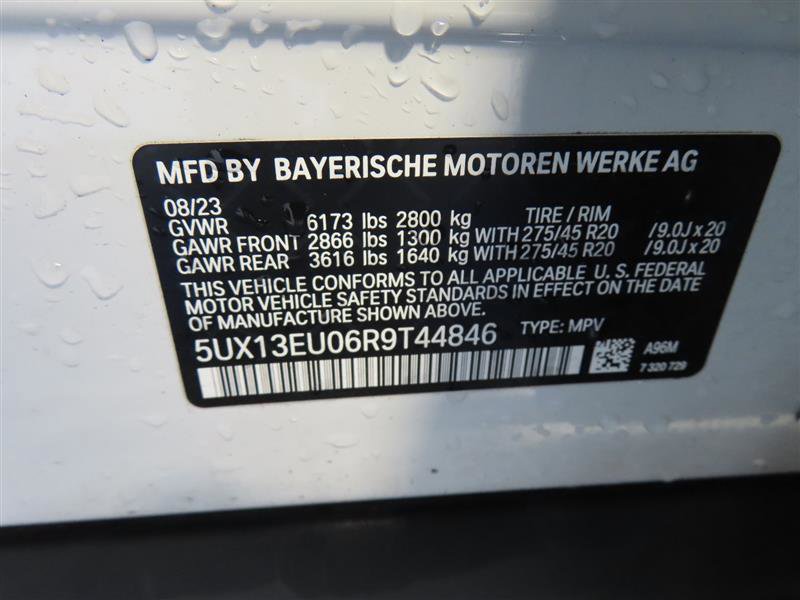 MFD BY BAYERISCHE MOTOREN WERKE AG
08/23 TIRE / RIM
GVWR 6173 lbs 2800 kg
GAWR FRONT 2866 lbs 1300 kg WITH 275/45 R20 /9.0J x 20
GAWR REAR 3616 lbs 1640 kg WITH 275/45 R20 /9.0J x 20
THIS VEHICLE CONFORMS TO ALL APPLICABLE U. S. FEDERAL
MOTOR VEHICLE SAFETY STANDARDS IN EFFECT ON THE DATE
OF MANUFACTURE SHOWN ABOVE.
5UX13EU06R9T44846 TYPE: MPV
A96M
7 320 729